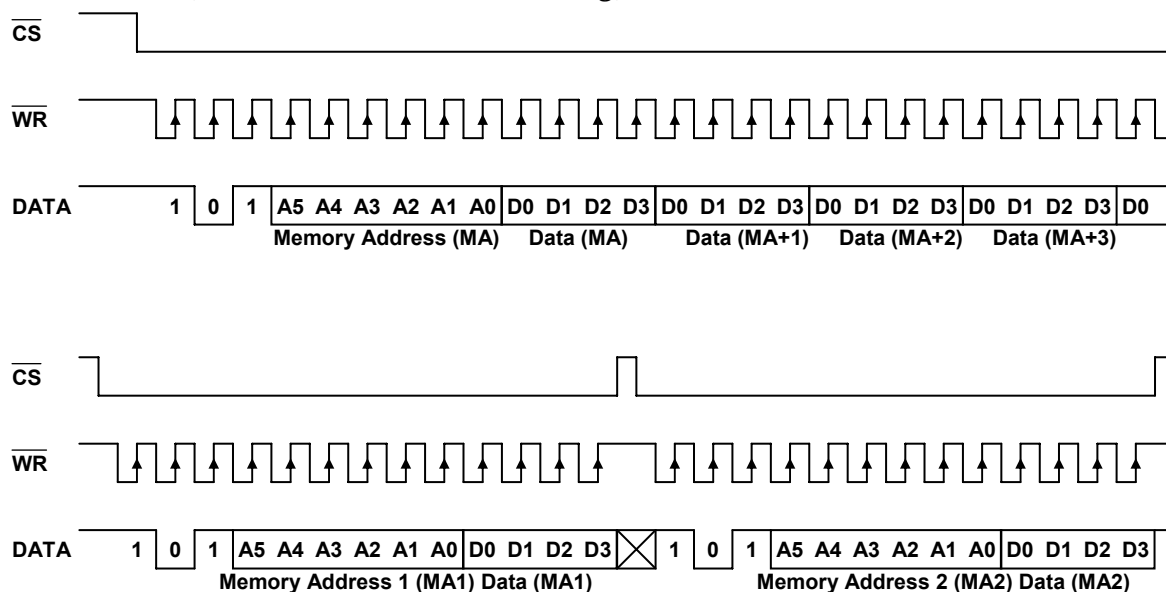 CS
WR
DATA 1 0 1 A5 A4 A3 A2 A1 A0 D0 D1 D2 D3 D0 D1 D2 D3 D0 D1 D2 D3 D0 D1 D2 D3 D0
Memory Address (MA) Data (MA) Data (MA+1) Data (MA+2) Data (MA+3)
CS
WR
DATA 1 0 1 A5 A4 A3 A2 A1 A0 D0 D1 D2 D3 1 0 1 A5 A4 A3 A2 A1 A0 D0 D1 D2 D3
Memory Address 1 (MA1) Data (MA1) Memory Address 2 (MA2) Data (MA2)